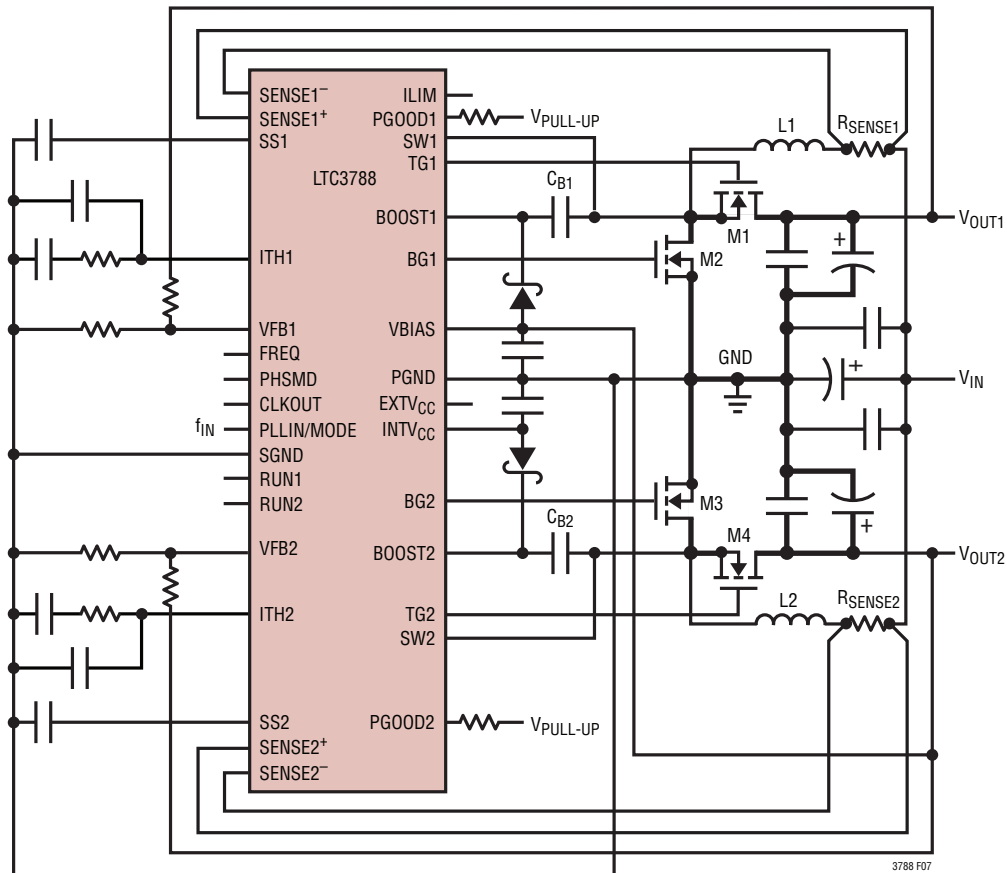 SENSE1–
SENSE1+
SS1
LTC3788
ITH1
VFB1
FREQ
PHSMD
CLKOUT
fIN
PLLIN/MODE
SGND
RUN1
RUN2
VFB2
ITH2
SS2
SENSE2+
SENSE2–
ILIM
PGOOD1
VPULL-UP
SW1
TG1
BOOST1
CB1
BG1
VBIAS
PGND
EXTVCC
INTVCC
BG2
BOOST2
CB2
TG2
SW2
PGOOD2
VPULL-UP
L1
RSENSE1
M1
M2
+
VOUT1
GND
+
VIN
M3
M4
+
VOUT2
L2
RSENSE2
3788 F07